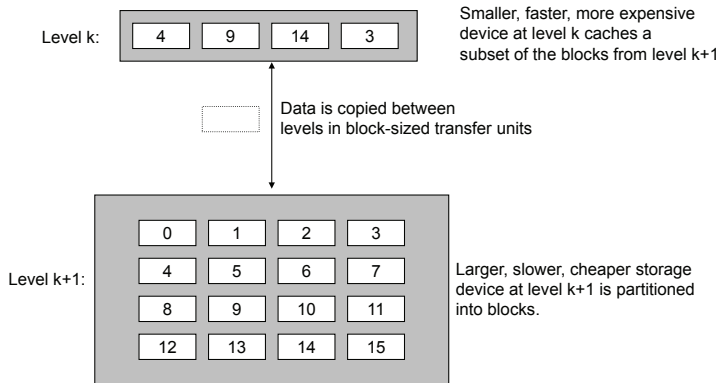 Level k:
4 9 14 3
Smaller, faster, more expensive
device at level k caches a
subset of the blocks from level k+1
Data is copied between
levels in block-sized transfer units
Level k+1:
0 1 2 3
4 5 6 7
8 9 10 11
12 13 14 15
Larger, slower, cheaper storage
device at level k+1 is partitioned
into blocks.